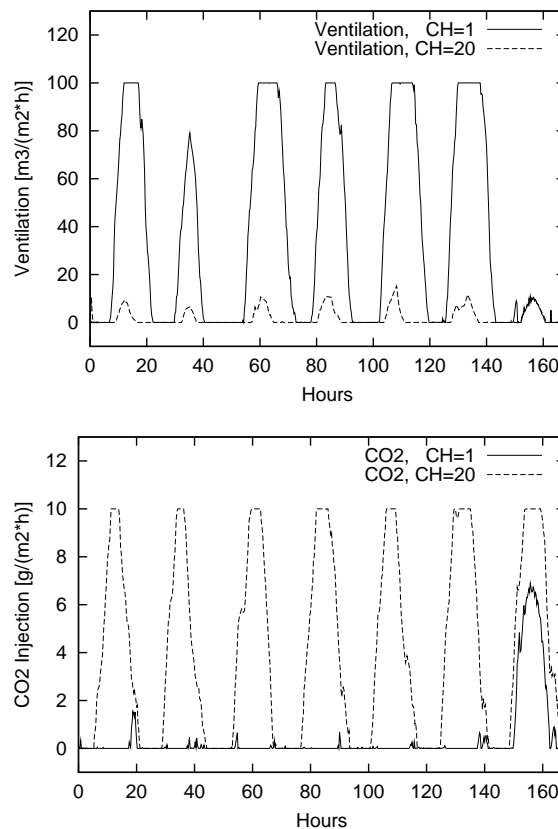 120
100
80
60
40
20
0
Ventilation [m3/(m2*h)]
Ventilation, CH=1
Ventilation, CH=20
0 20 40 60 80 100 120 140 160
Hours
12
10
8
6
4
2
0
CO2 Injection [g/(m2*h)]
CO2, CH=1
CO2, CH=20
0 20 40 60 80 100 120 140 160
Hours